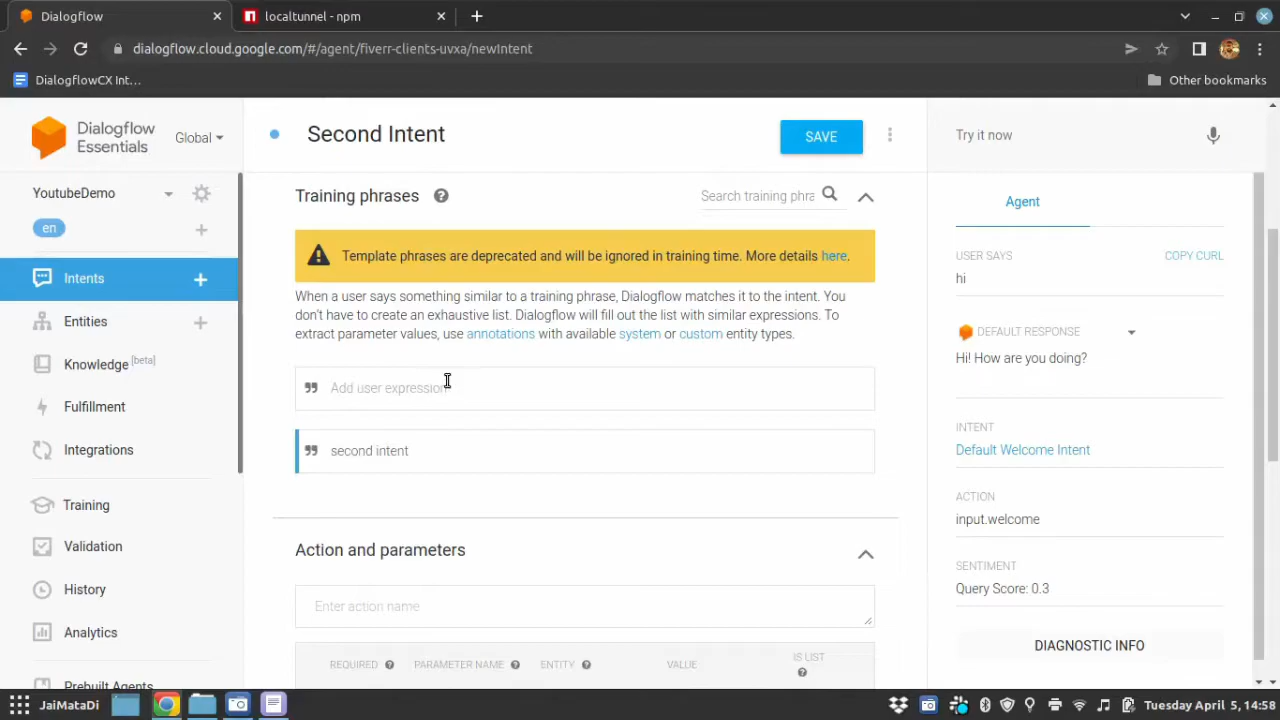 Dialogflow
localtunnel - npm
dialogflow.cloud.google.com/#/agent/fiverr-clients-uvxa/newIntent
DialogflowCX Int...
Other bookmarks
Dialogflow
Essentials
Global
YoutubeDemo
en
Intents
Entities
Knowledge [beta]
Fulfillment
Integrations
Training
Validation
History
Analytics
Prebuilt Agents
Second Intent
SAVE
Training phrases
Search training phra
Template phrases are deprecated and will be ignored in training time. More details here.
When a user says something similar to a training phrase, Dialogflow matches it to the intent. You
don't have to create an exhaustive list. Dialogflow will fill out the list with similar expressions. To
extract parameter values, use annotations with available system or custom entity types.
Add user expression
second intent
Action and parameters
Enter action name
REQUIRED
PARAMETER NAME
ENTITY
VALUE
IS LIST
Try it now
Agent
USER SAYS
COPY CURL
hi
DEFAULT RESPONSE
Hi! How are you doing?
INTENT
Default Welcome Intent
ACTION
input.welcome
SENTIMENT
Query Score: 0.3
DIAGNOSTIC INFO
JaiMataDi
Tuesday April 5, 14:58